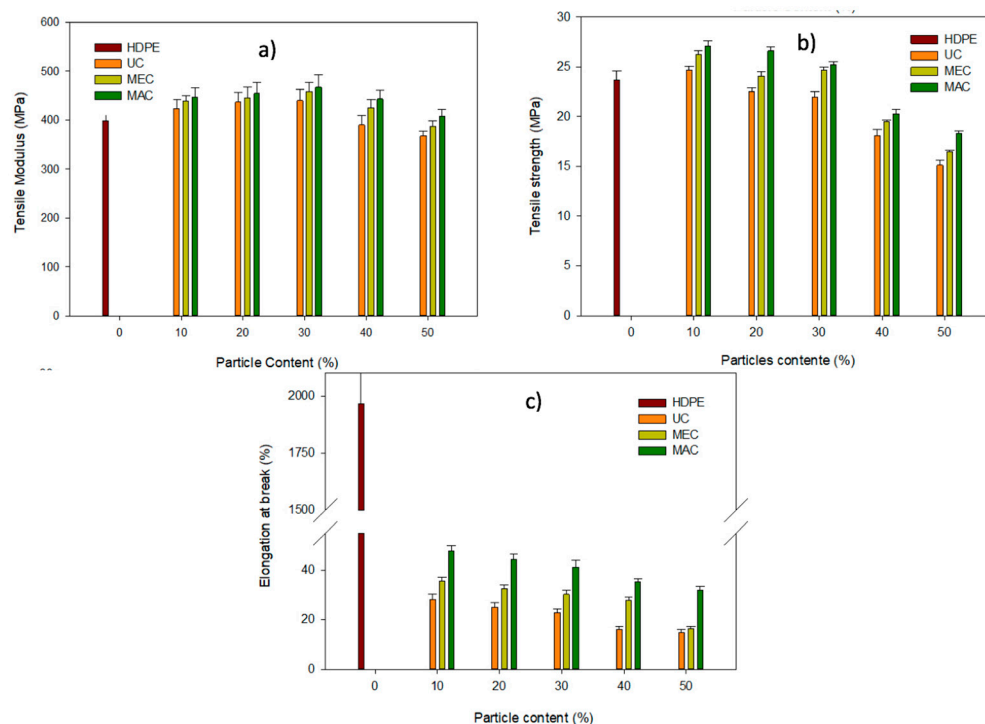 a)
HDPE
UC
MEC
MAC
Tensile Modulus (MPa)
600
500
400
300
200
100
0
0 10 20 30 40 50
Particle Content (%)
b)
HDPE
UC
MEC
MAC
Tensile strength (MPa)
30
25
20
15
10
5
0
0 10 20 30 40 50
Particles contente (%)
c)
HDPE
UC
MEC
MAC
Elongation at break (%)
2000
1750
1500
40
20
0
0 10 20 30 40 50
Particle content (%)